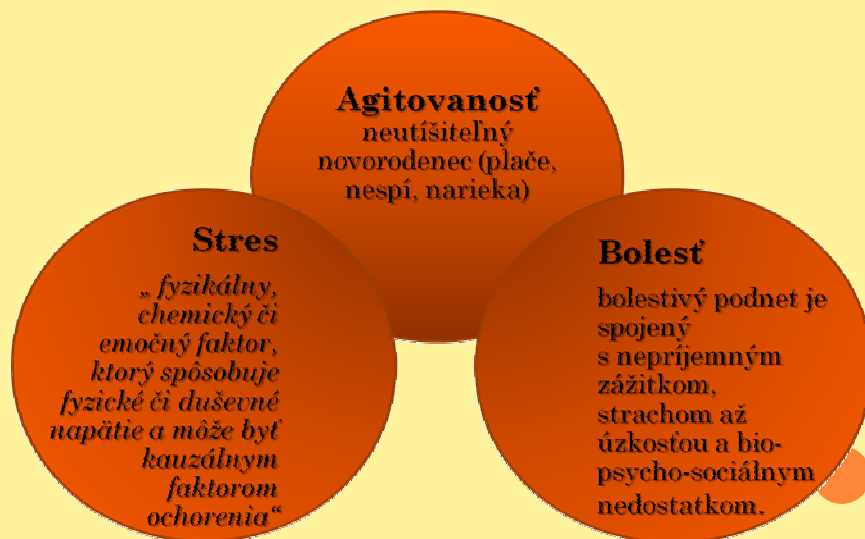 Agitovanosť
neutíšiteľný
novorodenec (plače,
nespí, narieka)
Stres
„ fyzikálny,
chemický či
emočný faktor,
ktorý spôsobuje
fyzické či duševné
napätie a môže byť
kauzálnym
faktorom
ochorenia“
Bolesť
bolestivý podnet je
spojený
s nepríjemným
zážitkom,
strachom až
úzkosťou a bio-
psycho-sociálnym
nedostatkom.